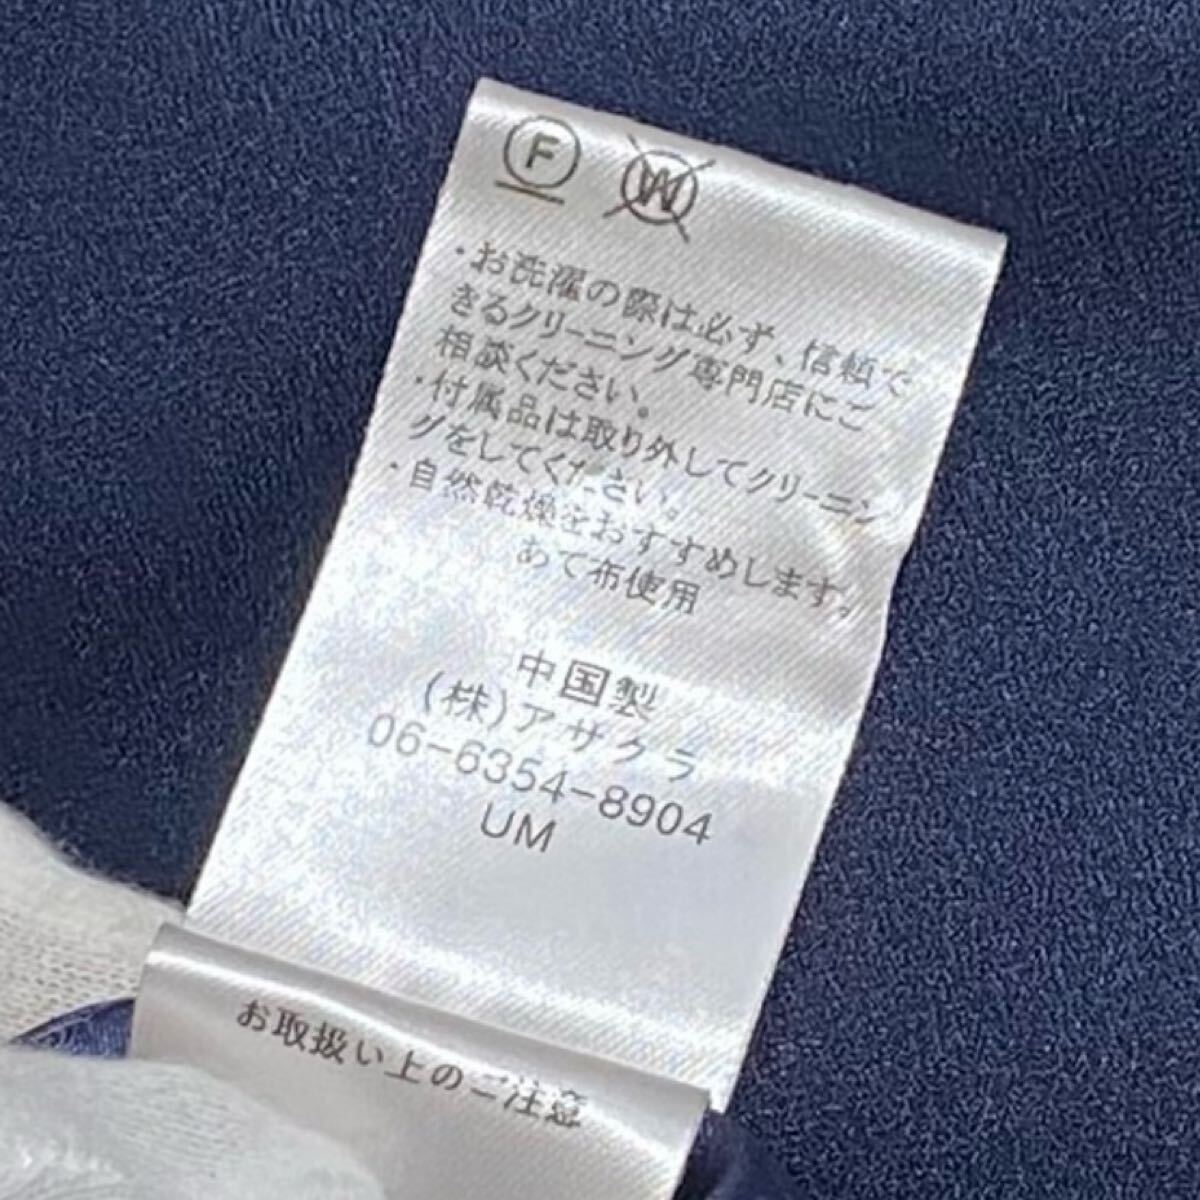 F W
・お洗濯の際は必ず、信頼で
きるクリーニング専門店にご
相談ください。
・付属品は取り外してクリーニン
グをしてください。
・自然乾燥をおすすめします。
あて布使用
中国製
(株)アサクラ
06-6354-8904
UM
お取扱い上のご注意